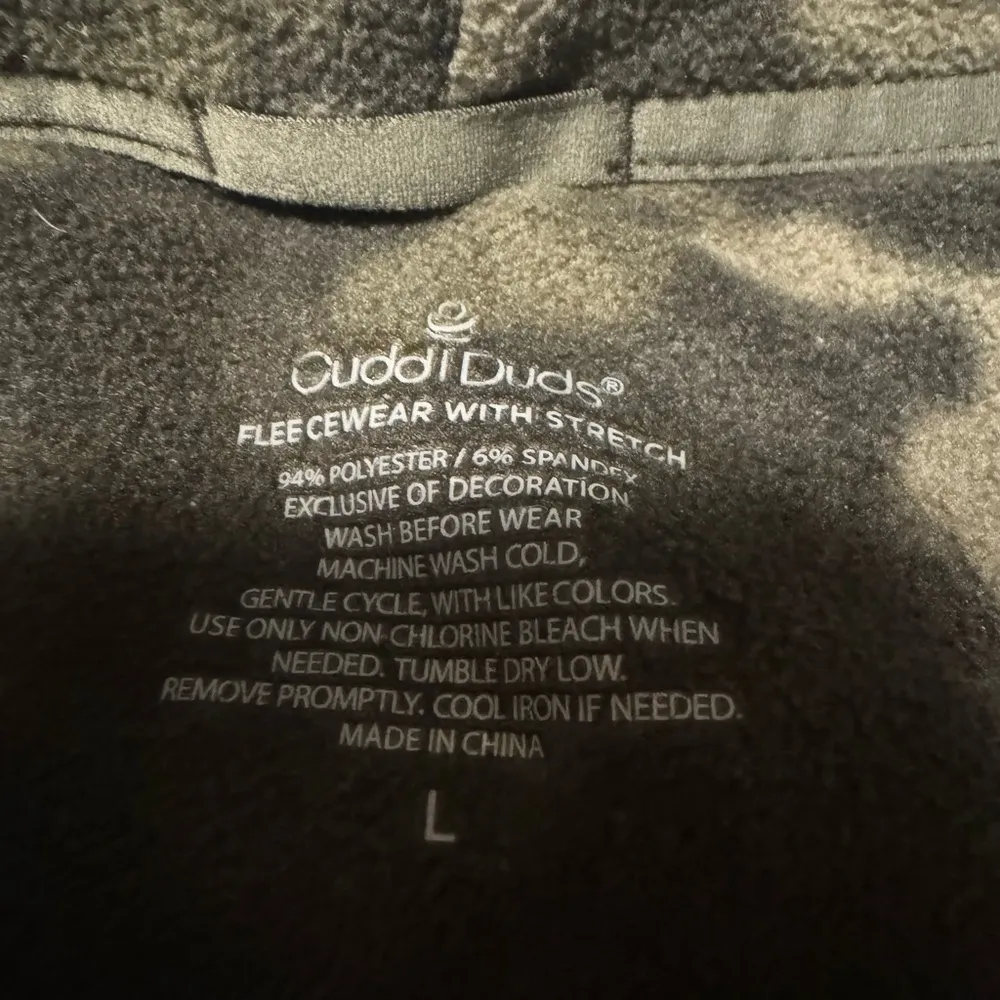 CuddlDuds®
FLEECEWEAR WITH STRETCH
94% POLYESTER / 6% SPANDEX
EXCLUSIVE OF DECORATION
WASH BEFORE WEAR
MACHINE WASH COLD,
GENTLE CYCLE, WITH LIKE COLORS.
USE ONLY NON-CHLORINE BLEACH WHEN
NEEDED. TUMBLE DRY LOW.
REMOVE PROMPTLY. COOL IRON IF NEEDED.
MADE IN CHINA
L